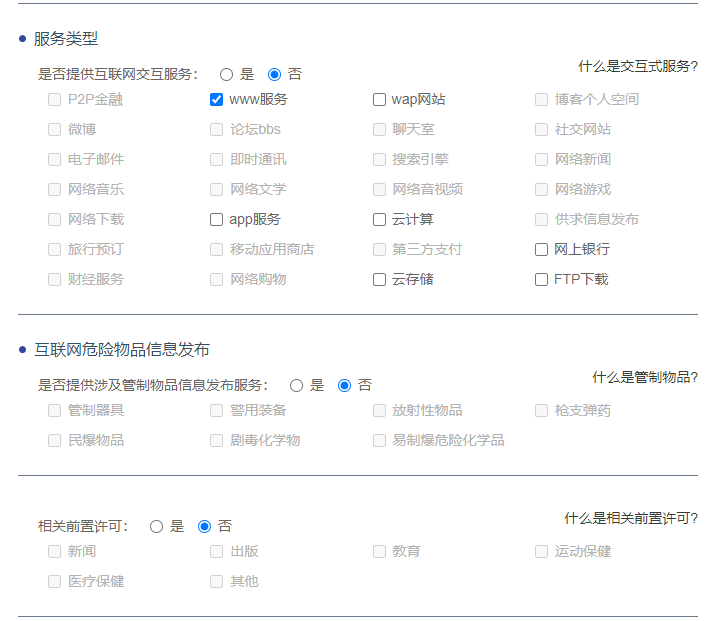 服务类型
什么是交互式服务?
是否提供互联网交互服务: 是 否
P2P金融 www服务 wap网站 博客个人空间
微博 论坛bbs 聊天室 社交网站
电子邮件 即时通讯 搜索引擎 网络新闻
网络音乐 网络文学 网络音视频 网络游戏
网络下载 app服务 云计算 供求信息发布
旅行预订 移动应用商店 第三方支付 网上银行
财经服务 网络购物 云存储 FTP下载
互联网危险物品信息发布
什么是管制物品?
是否提供涉及管制物品信息发布服务: 是 否
管制器具 警用装备 放射性物品 枪支弹药
民爆物品 剧毒化学物 易制爆危险化学品
什么是相关前置许可?
相关前置许可: 是 否
新闻 出版 教育 运动保健
医疗保健 其他